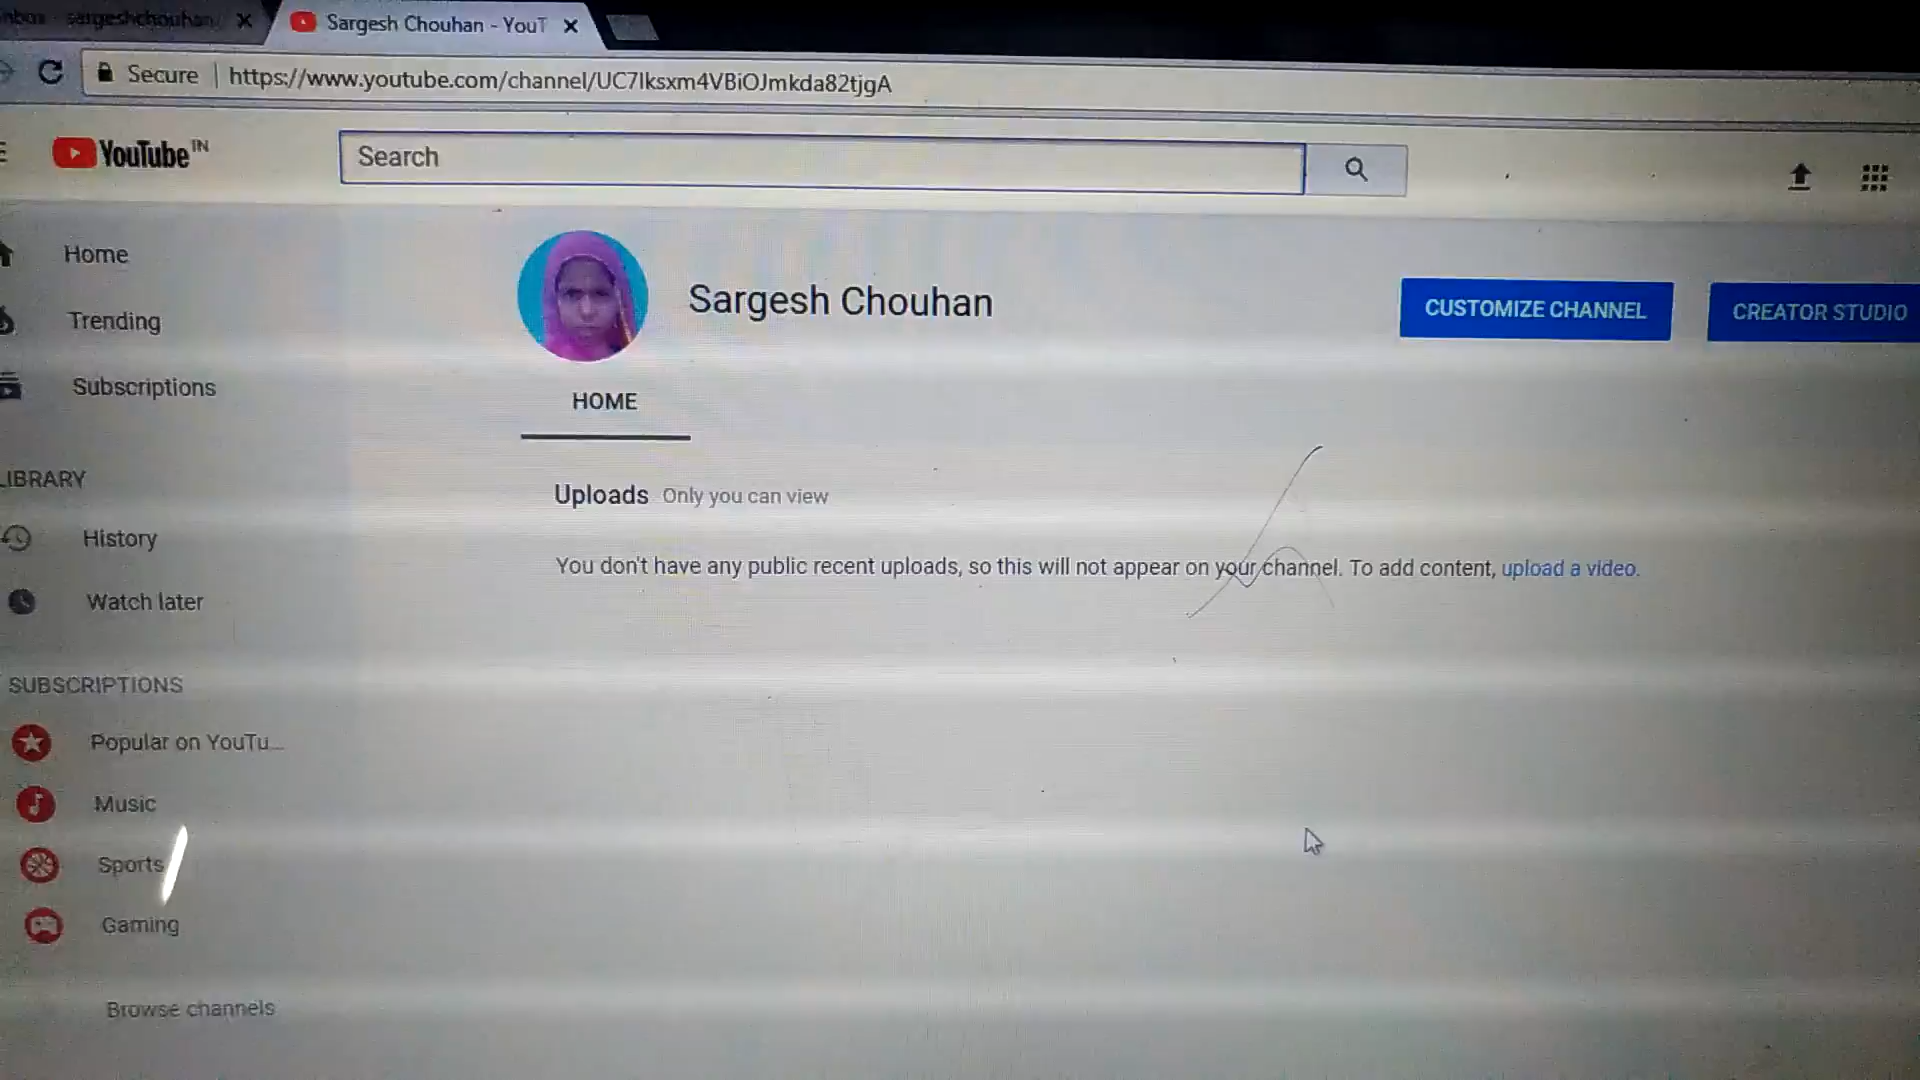 Sargesh Chouhan - YouT
Secure https://www.youtube.com/channel/UC7lksxm4VBiOJmkda82tjgA
YouTube IN
Search
Home
Trending
Subscriptions
LIBRARY
History
Watch later
SUBSCRIPTIONS
Popular on YouTu...
Music
Sports
Gaming
Browse channels
Sargesh Chouhan
CUSTOMIZE CHANNEL
CREATOR STUDIO
HOME
Uploads Only you can view
You don't have any public recent uploads, so this will not appear on your channel. To add content, upload a video.